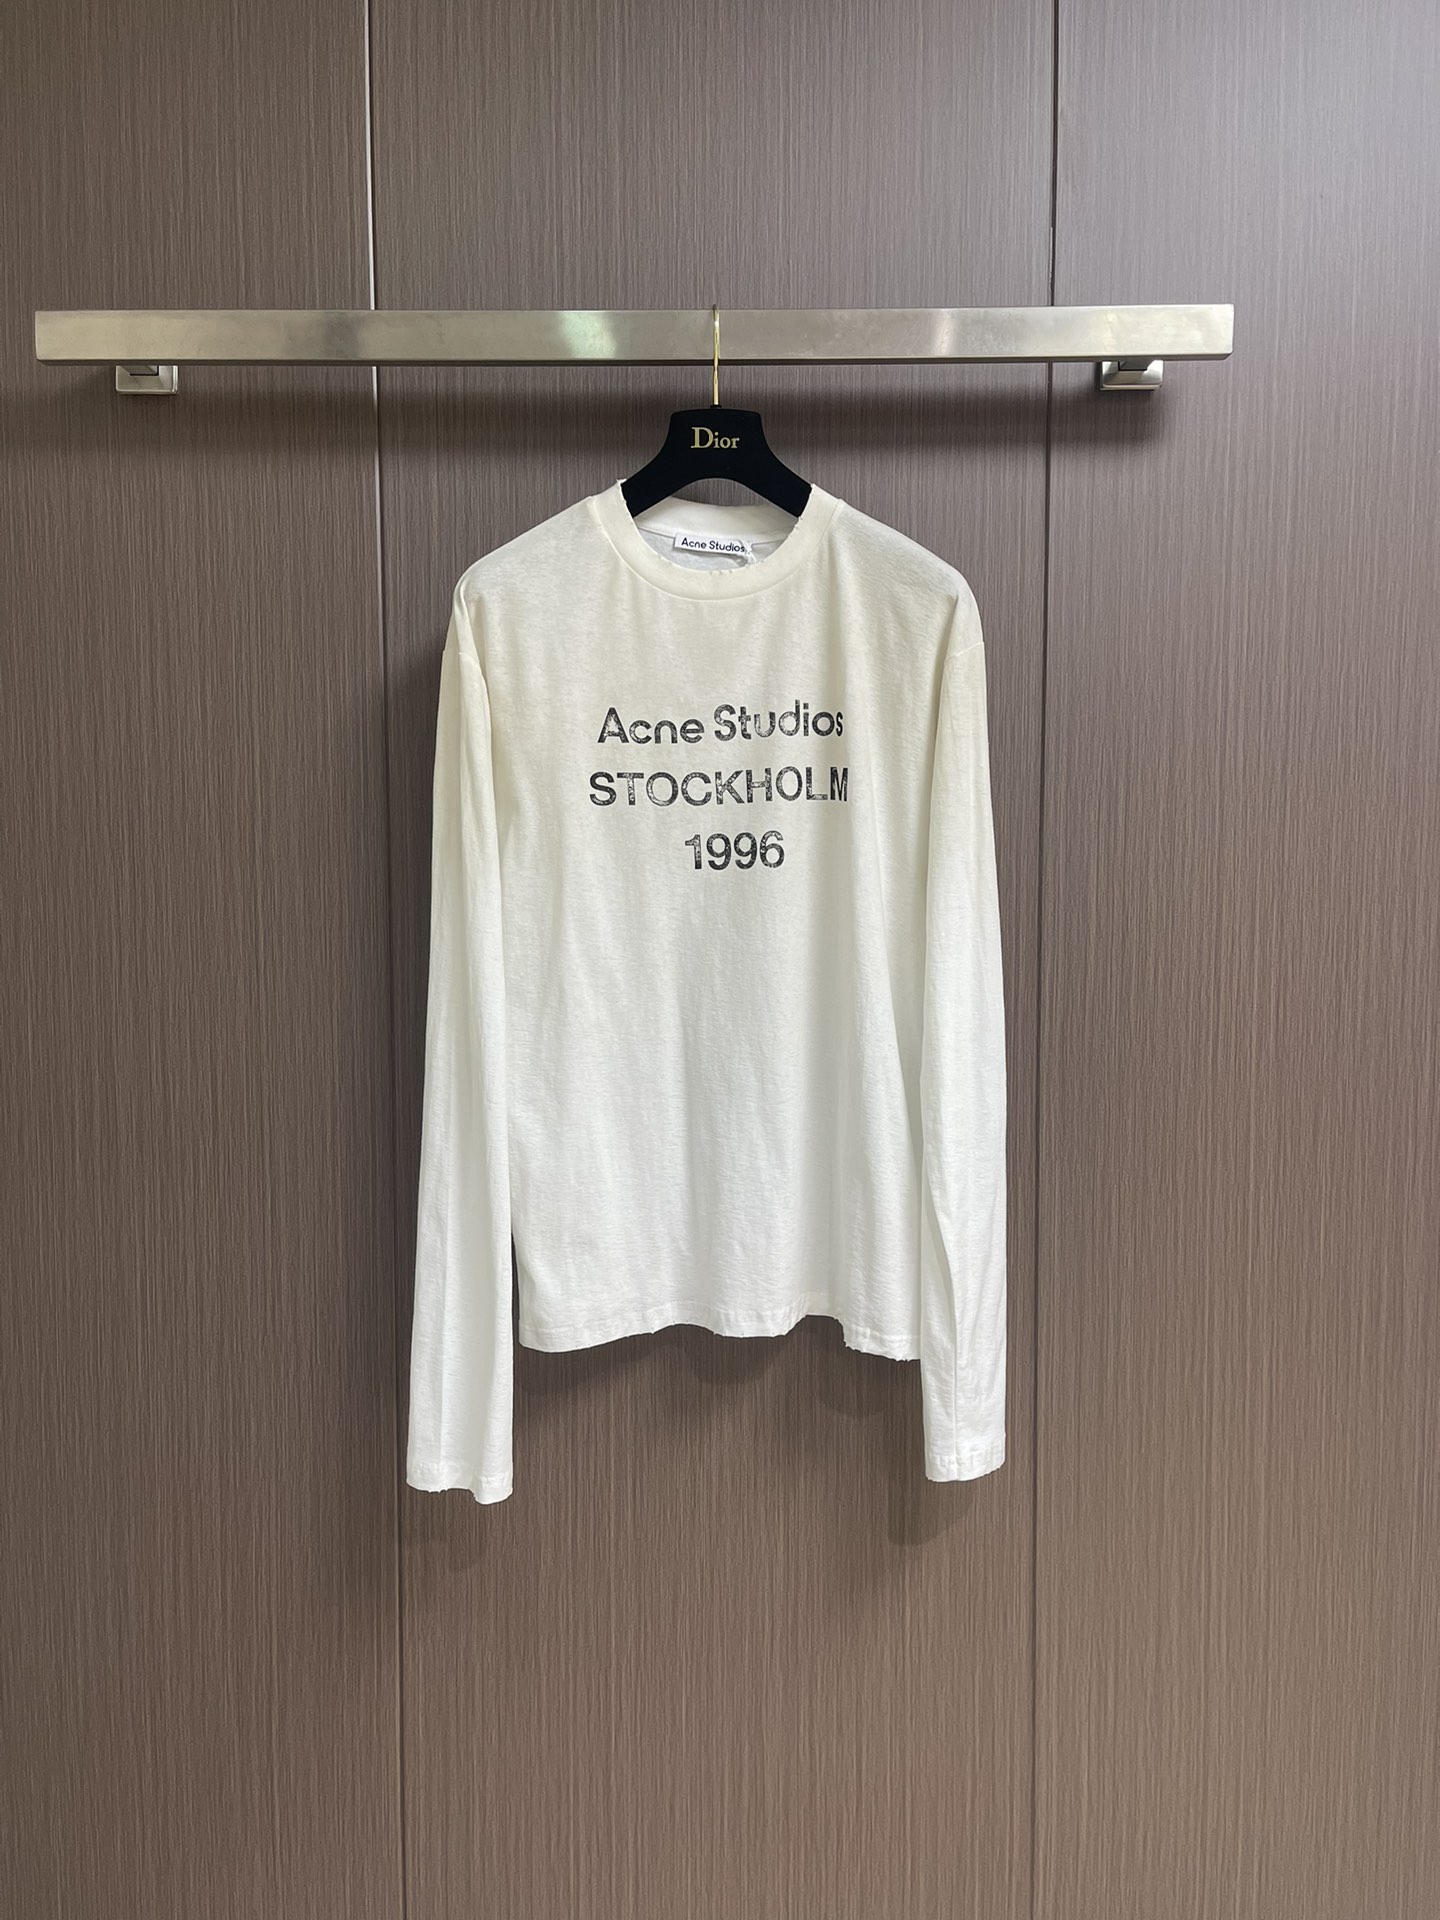 Dior
Acne Studios
Acne Studios
STOCKHOLM
1996